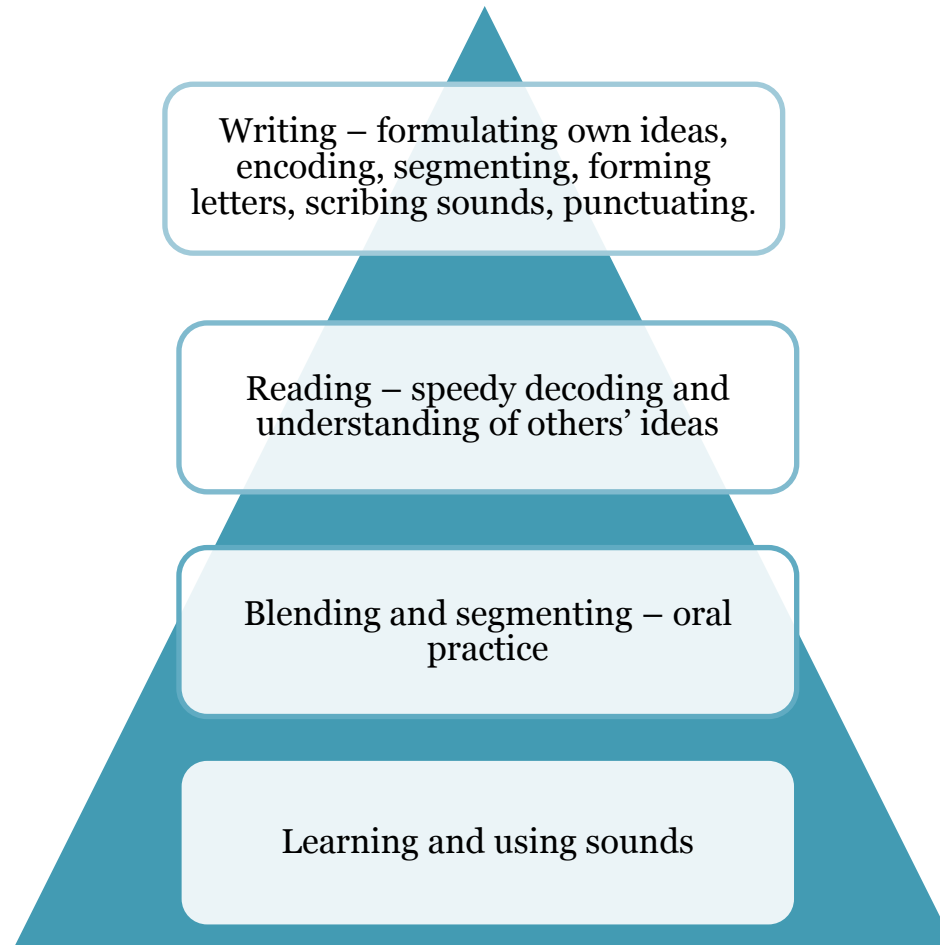 Writing – formulating own ideas,
encoding, segmenting, forming
letters, scribing sounds, punctuating.
Reading – speedy decoding and
understanding of others’ ideas
Blending and segmenting – oral
practice
Learning and using sounds